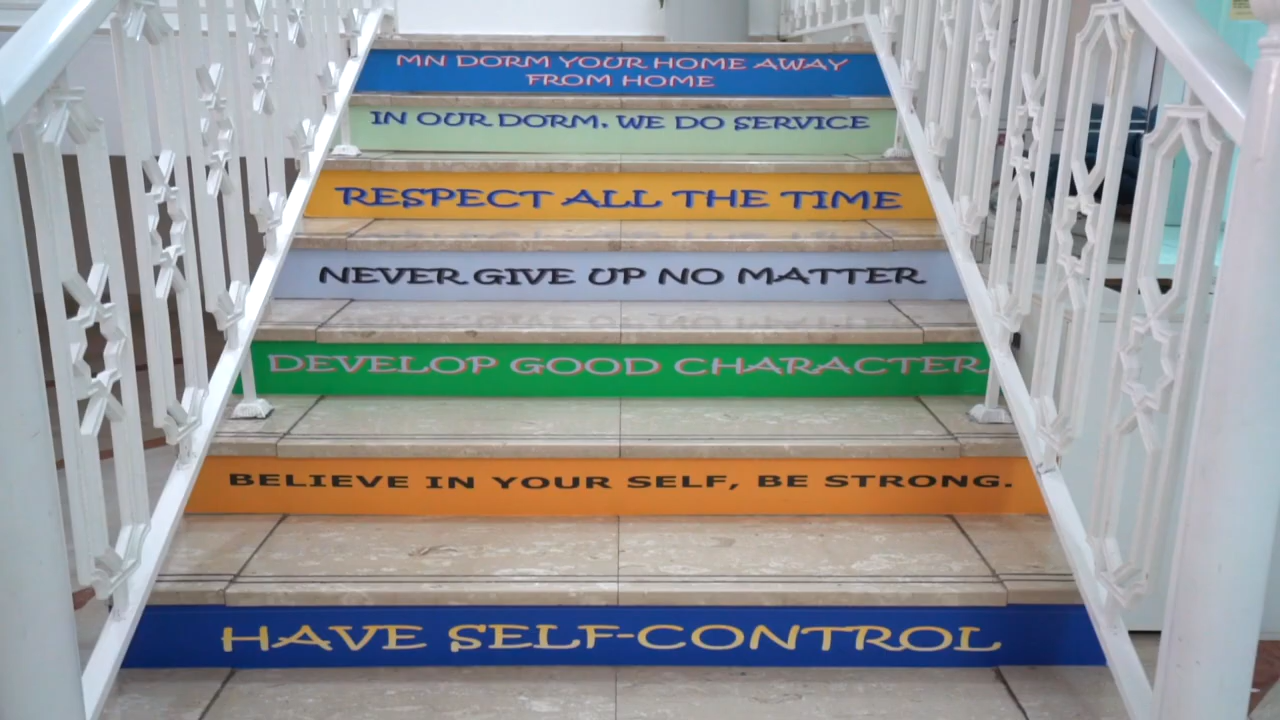 MN DORM YOUR HOME AWAY
FROM HOME
IN OUR DORM. WE DO SERVICE
RESPECT ALL THE TIME
NEVER GIVE UP NO MATTER
DEVELOP GOOD CHARACTER
BELIEVE IN YOUR SELF, BE STRONG.
HAVE SELF-CONTROL